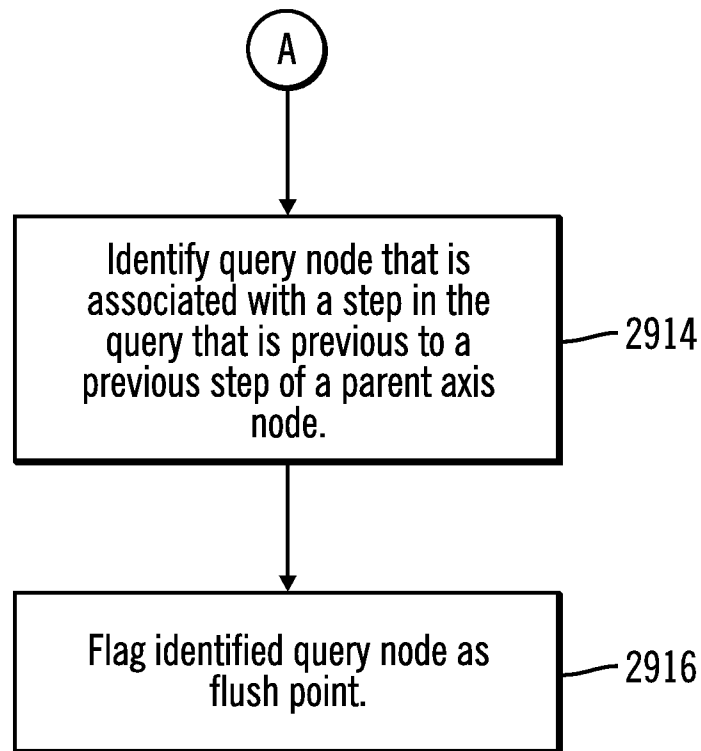 A
Identify query node that is
associated with a step in the
query that is previous to a
previous step of a parent axis
node.
2914
Flag identified query node as
flush point.
2916